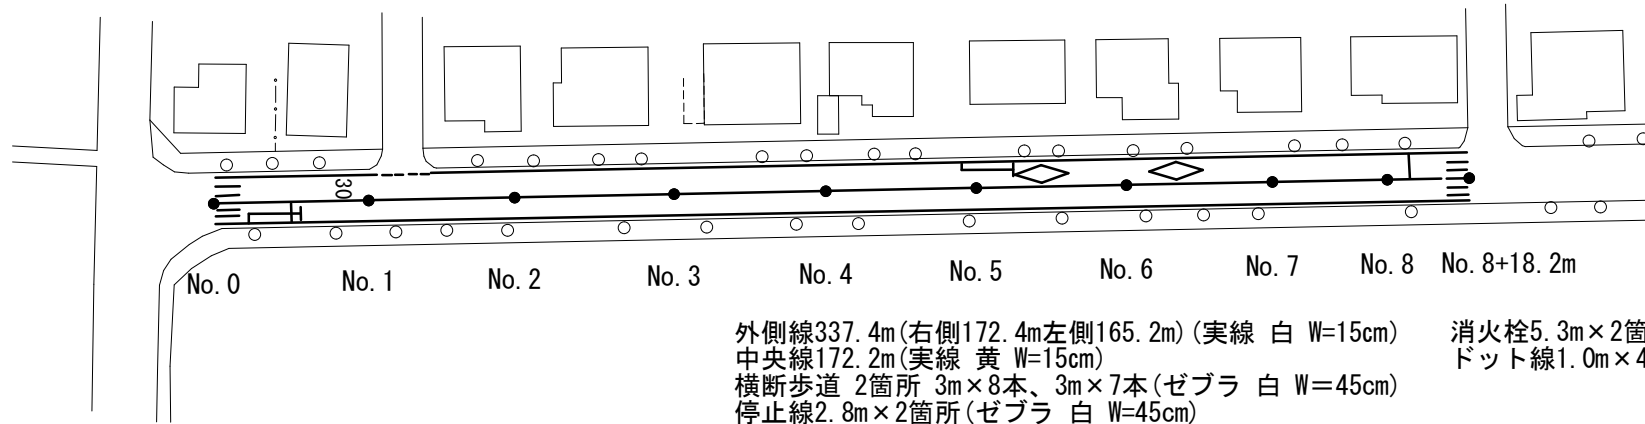 30
No.0
No.1
No.2
No.3
No.4
No.5
No.6
No.7
No.8
No.8+18.2m
外側線337.4m(右側172.4m左側165.2m)(実線 白 W=15cm)
中央線172.2m(実線 黄 W=15cm)
横断歩道 2箇所 3m×8本、3m×7本(ゼブラ 白 W=45cm)
停止線2.8m×2箇所(ゼブラ 白 W=45cm)
消火栓5.3m×2箇
ドット線1.0m×4